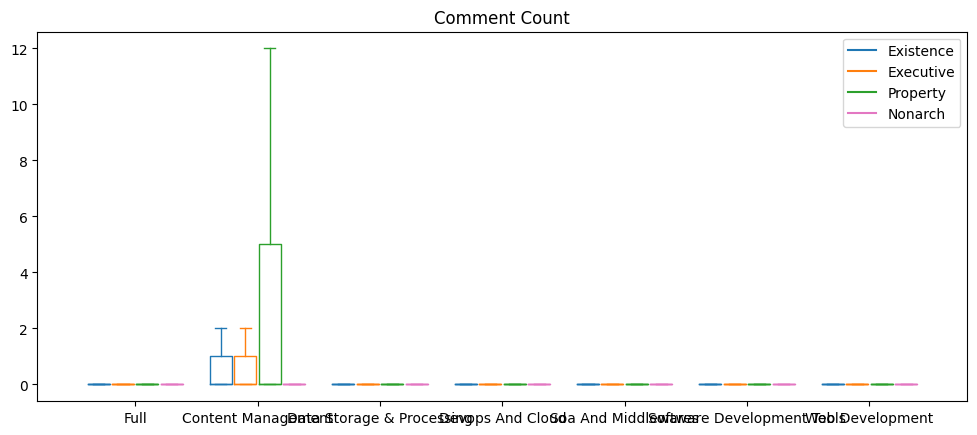 Comment Count
12
10
8
6
4
2
0
Existence
Executive
Property
Nonarch
Full
Content Management
Data Storage & Processing
Devops And Cloud
Soa And Middlewares
Software Development Tools
Web Development